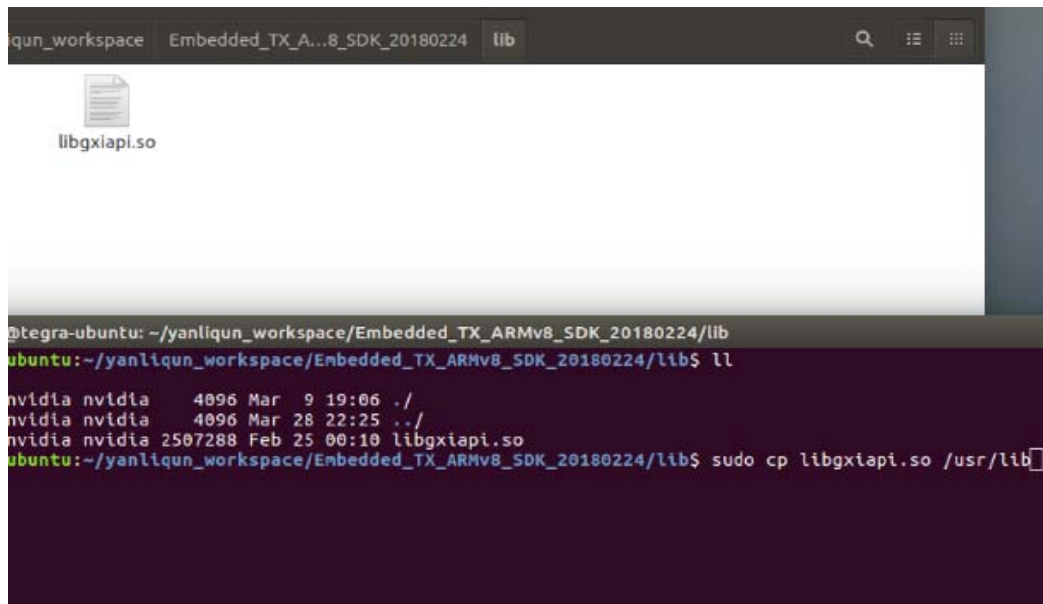 iqun_workspace Embedded_TX_A...8_SDK_20180224 lib
libgxiapi.so
@tegra-ubuntu: ~/yanliqun_workspace/Embedded_TX_ARMv8_SDK_20180224/lib
ubuntu:~/yanliqun_workspace/Embedded_TX_ARMv8_SDK_20180224/lib$ ll
nvidia nvidia    4096 Mar  9 19:06 ./
nvidia nvidia    4096 Mar 28 22:25 ../
nvidia nvidia 2507288 Feb 25 00:10 libgxiapi.so
ubuntu:~/yanliqun_workspace/Embedded_TX_ARMv8_SDK_20180224/lib$ sudo cp libgxiapi.so /usr/lib